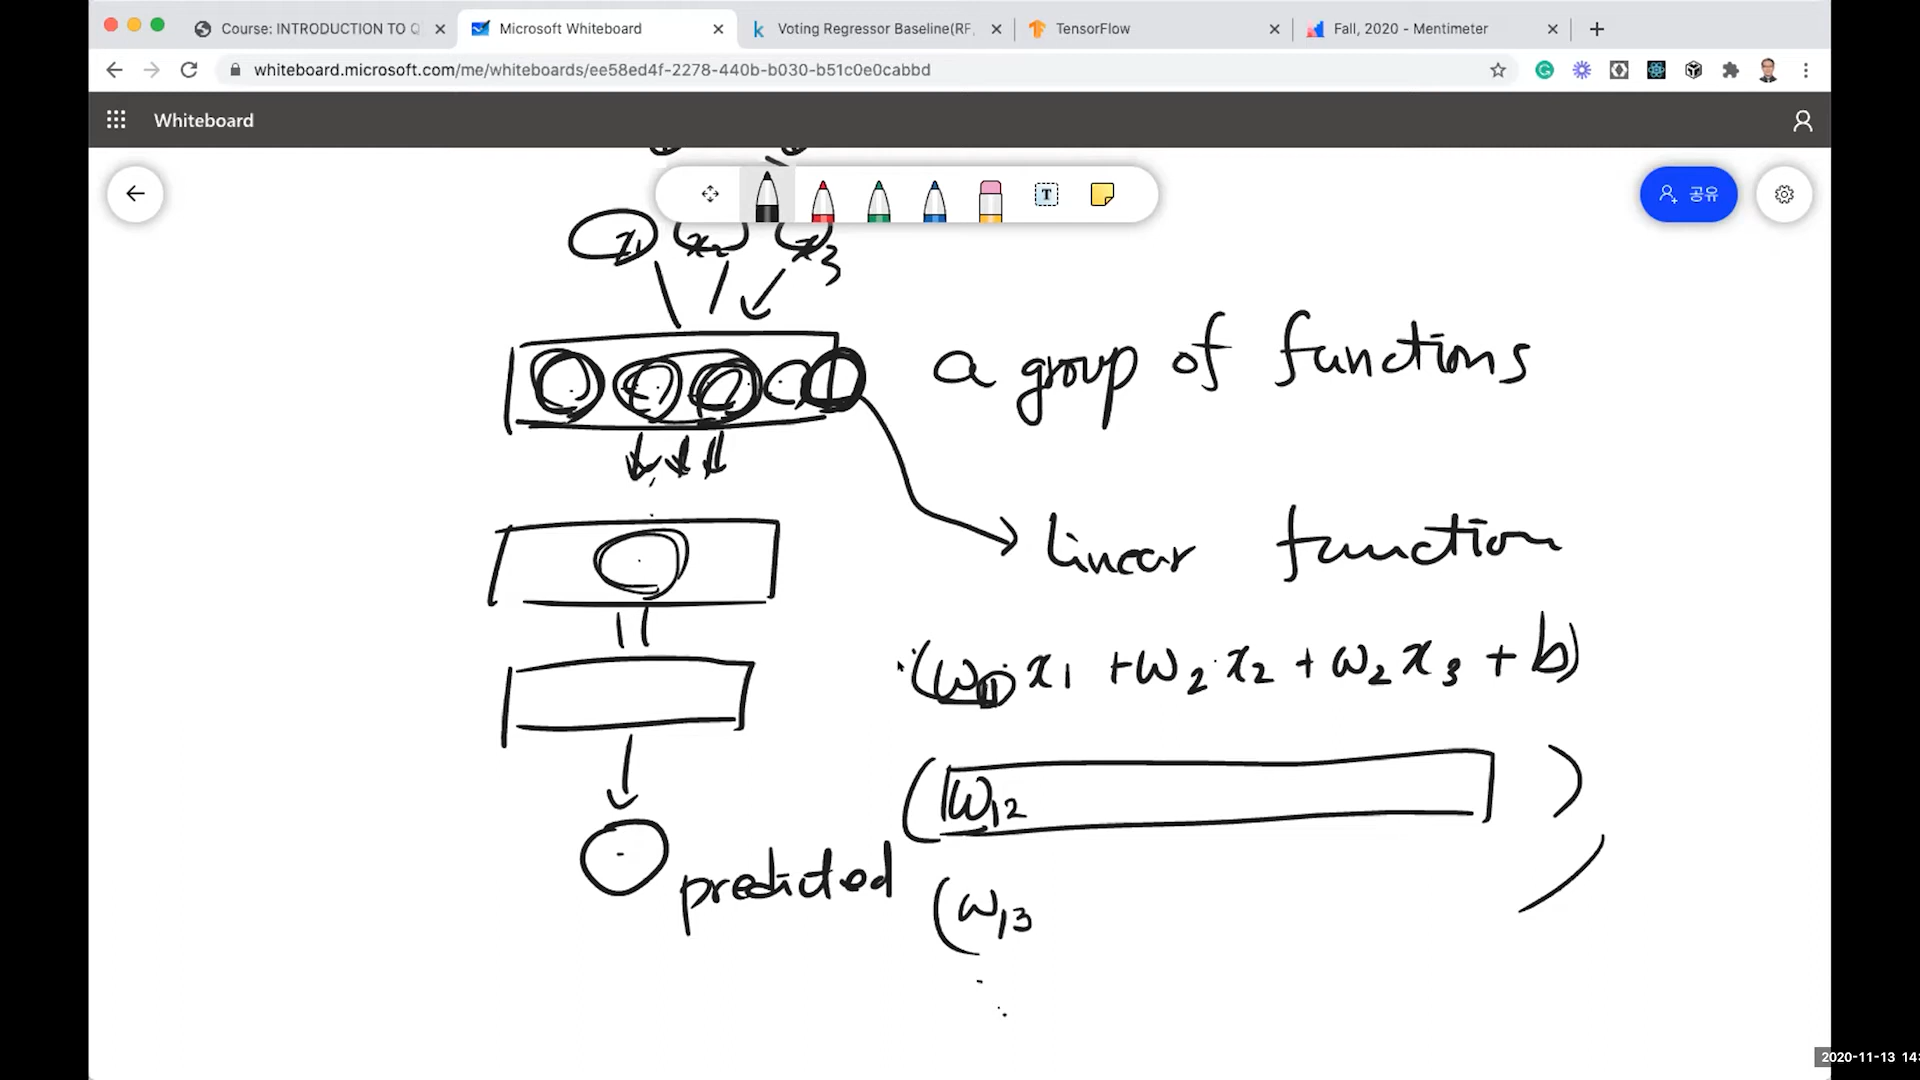 Course: INTRODUCTION TO Q
Microsoft Whiteboard
Voting Regressor Baseline(RF,
TensorFlow
Fall, 2020 - Mentimeter
whiteboard.microsoft.com/me/whiteboards/ee58ed4f-2278-440b-b030-b51c0e0cabbd
Whiteboard
공유
x1 x2 x3
a group of functions
linear function
(w11 x1 + w2 x2 + w2 x3 + b)
(w12 )
predicted
(w13 )
2020-11-13 14: